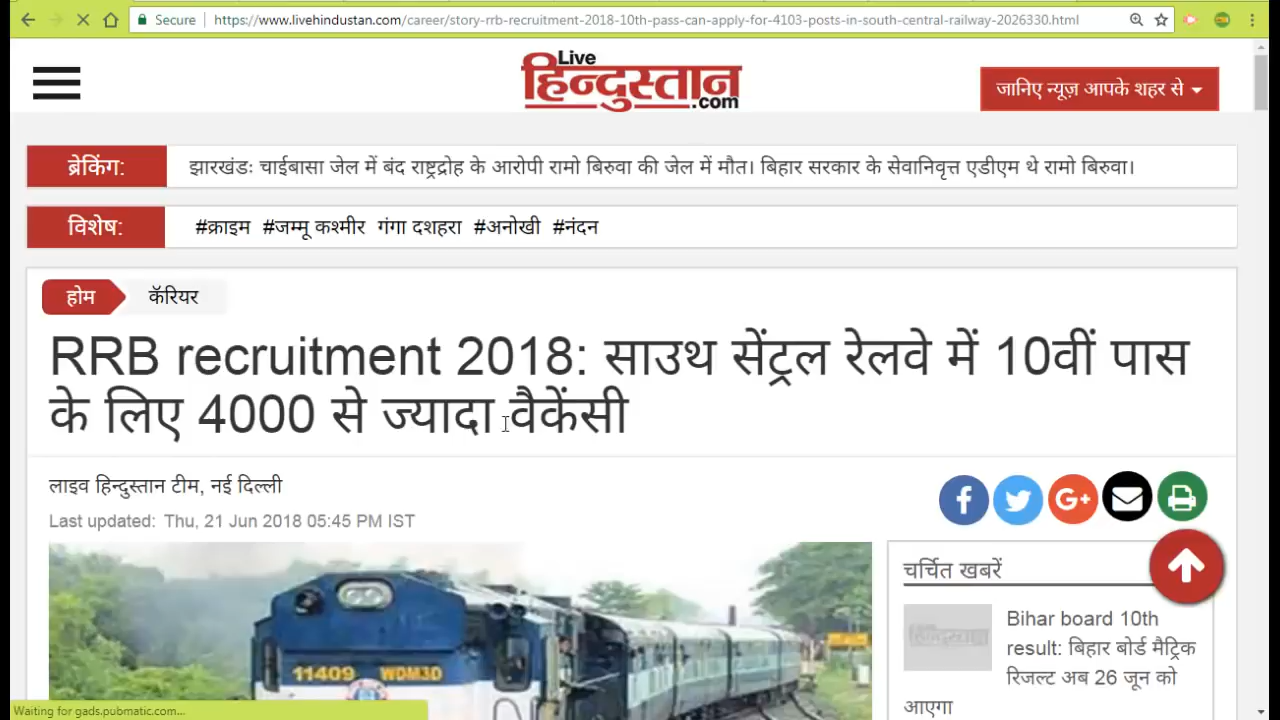 Secure
https://www.livehindustan.com/career/story-rrb-recruitment-2018-10th-pass-can-apply-for-4103-posts-in-south-central-railway-2026330.html
Live
हिन्दुस्तान
.com
जानिए न्यूज़ आपके शहर से
ब्रेकिंग:
झारखंडः चाईबासा जेल में बंद राष्ट्रद्रोह के आरोपी रामो बिरुवा की जेल में मौत। बिहार सरकार के सेवानिवृत्त एडीएम थे रामो बिरुवा।
विशेष:
#क्राइम #जम्मू कश्मीर गंगा दशहरा #अनोखी #नंदन
होम
कॅरियर
RRB recruitment 2018: साउथ सेंट्रल रेलवे में 10वीं पास
के लिए 4000 से ज्यादा वैकेंसी
लाइव हिन्दुस्तान टीम, नई दिल्ली
Last updated: Thu, 21 Jun 2018 05:45 PM IST
G+
11409 WDM3D
चर्चित खबरें
हिन्दुस्तान
Bihar board 10th
result: बिहार बोर्ड मैट्रिक
रिजल्ट अब 26 जून को
आएगा
Waiting for gads.pubmatic.com...